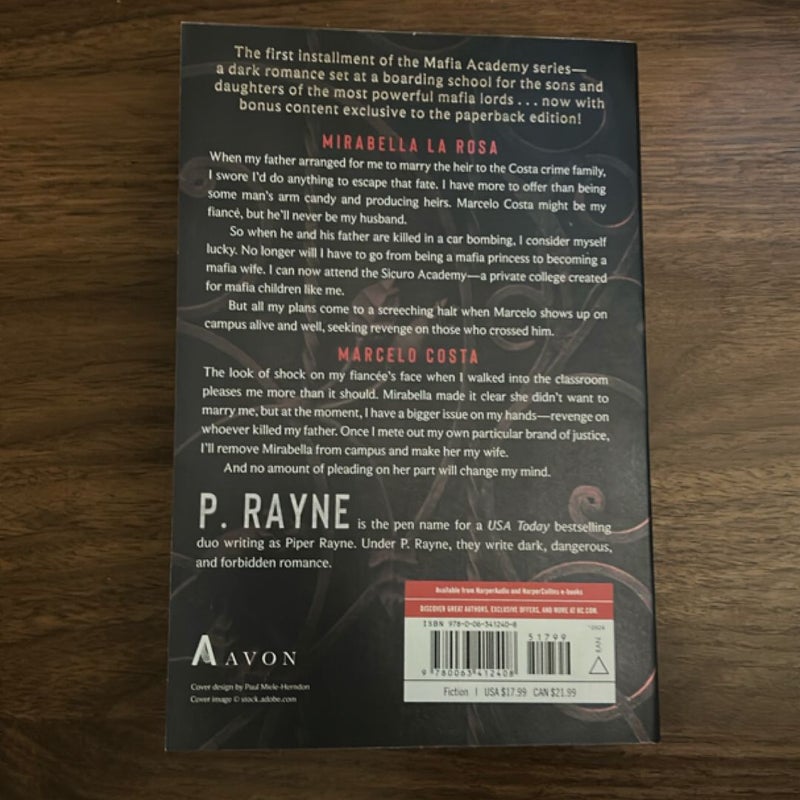 The first installment of the Mafia Academy series—
a dark romance set at a boarding school for the sons and
daughters of the most powerful mafia lords . . . now with
bonus content exclusive to the paperback edition!
MIRABELLA LA ROSA
When my father arranged for me to marry the heir to the Costa crime family,
I swore I'd do anything to escape that fate. I have more to offer than being
some man's arm candy and producing heirs. Marcelo Costa might be my
fiancé, but he'll never be my husband.
So when he and his father are killed in a car bombing, I consider myself
lucky. No longer will I have to go from being a mafia princess to becoming a
mafia wife. I can now attend the Sicuro Academy—a private college created
for mafia children like me.
But all my plans come to a screeching halt when Marcelo shows up on
campus alive and well, seeking revenge on those who crossed him.
MARCELO COSTA
The look of shock on my fiancée's face when I walked into the classroom
pleases me more than it should. Mirabella made it clear she didn't want to
marry me, but at the moment, I have a bigger issue on my hands—revenge on
whoever killed my father. Once I mete out my own particular brand of justice,
I'll remove Mirabella from campus and make her my wife.
And no amount of pleading on her part will change my mind.
P. RAYNE is the pen name for a USA Today bestselling
duo writing as Piper Rayne. Under P. Rayne, they write dark, dangerous,
and forbidden romance.
Available from HarperAudio and HarperCollins e-books
DISCOVER GREAT AUTHORS, EXCLUSIVE OFFERS, AND MORE AT HC.COM.
ISBN 978-0-06-341240-8
51799
EAN
9 780063 412408
Fiction | USA $17.99 CAN $21.99
A AVON
Cover design by Paul Miele-Herndon
Cover image © stock.adobe.com